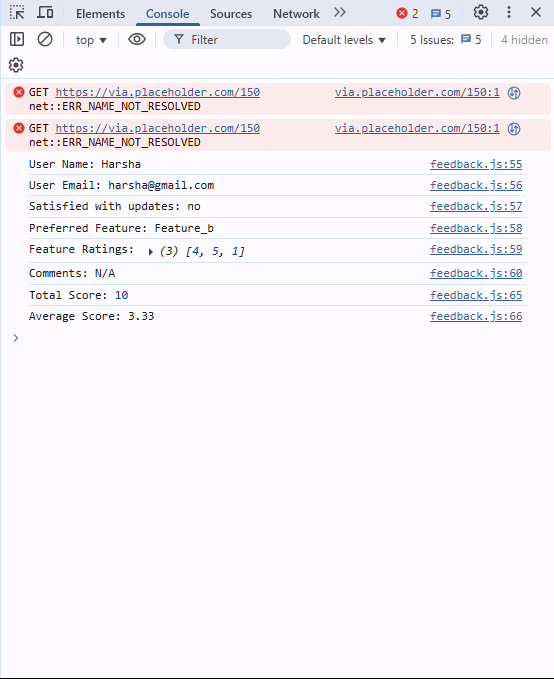 Elements Console Sources Network 2 5
top Filter Default levels 5 Issues: 5 4 hidden
GET https://via.placeholder.com/150 via.placeholder.com/150:1
net::ERR_NAME_NOT_RESOLVED
GET https://via.placeholder.com/150 via.placeholder.com/150:1
net::ERR_NAME_NOT_RESOLVED
User Name: Harsha feedback.js:55
User Email: harsha@gmail.com feedback.js:56
Satisfied with updates: no feedback.js:57
Preferred Feature: Feature_b feedback.js:58
Feature Ratings: (3) [4, 5, 1] feedback.js:59
Comments: N/A feedback.js:60
Total Score: 10 feedback.js:65
Average Score: 3.33 feedback.js:66